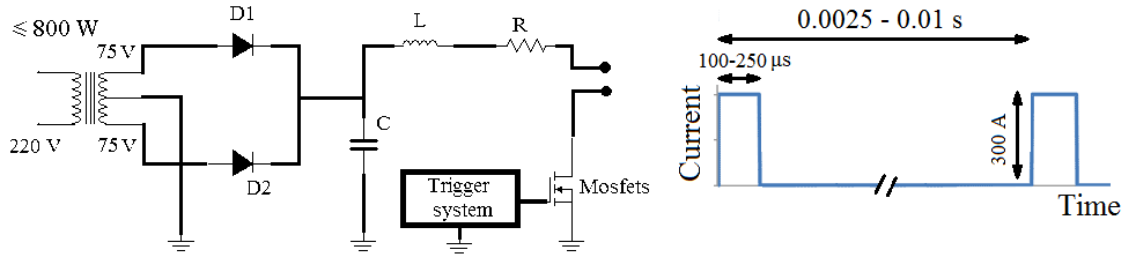 ≤ 800 W
75 V
D1
L
R
220 V
75 V
D2
C
Trigger
system
Mosfets
0.0025 - 0.01 s
100-250 μs
Current
300 A
Time